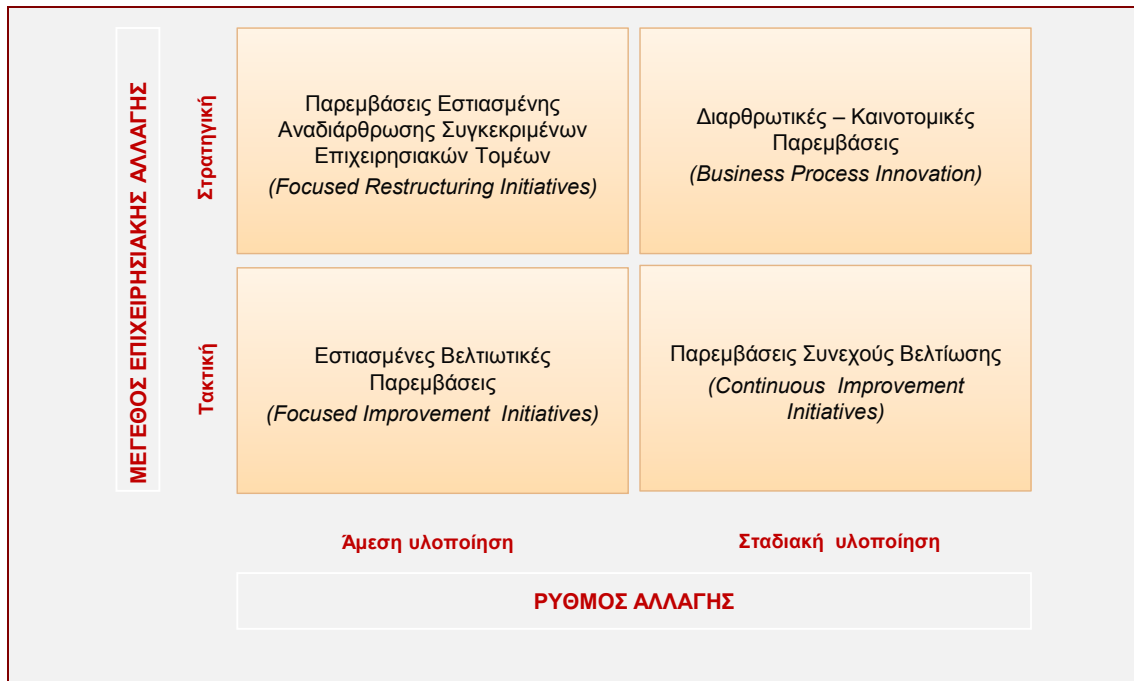 ΜΕΓΕΘΟΣ ΕΠΙΧΕΙΡΗΣΙΑΚΗΣ ΑΛΛΑΓΗΣ
Στρατηγική
Παρεμβάσεις Εστιασμένης
Αναδιάρθρωσης Συγκεκριμένων
Επιχειρησιακών Τομέων
(Focused Restructuring Initiatives)
Διαρθρωτικές – Καινοτομικές
Παρεμβάσεις
(Business Process Innovation)
Τακτική
Εστιασμένες Βελτιωτικές
Παρεμβάσεις
(Focused Improvement Initiatives)
Παρεμβάσεις Συνεχούς Βελτίωσης
(Continuous Improvement
Initiatives)
Άμεση υλοποίηση
Σταδιακή υλοποίηση
ΡΥΘΜΟΣ ΑΛΛΑΓΗΣ